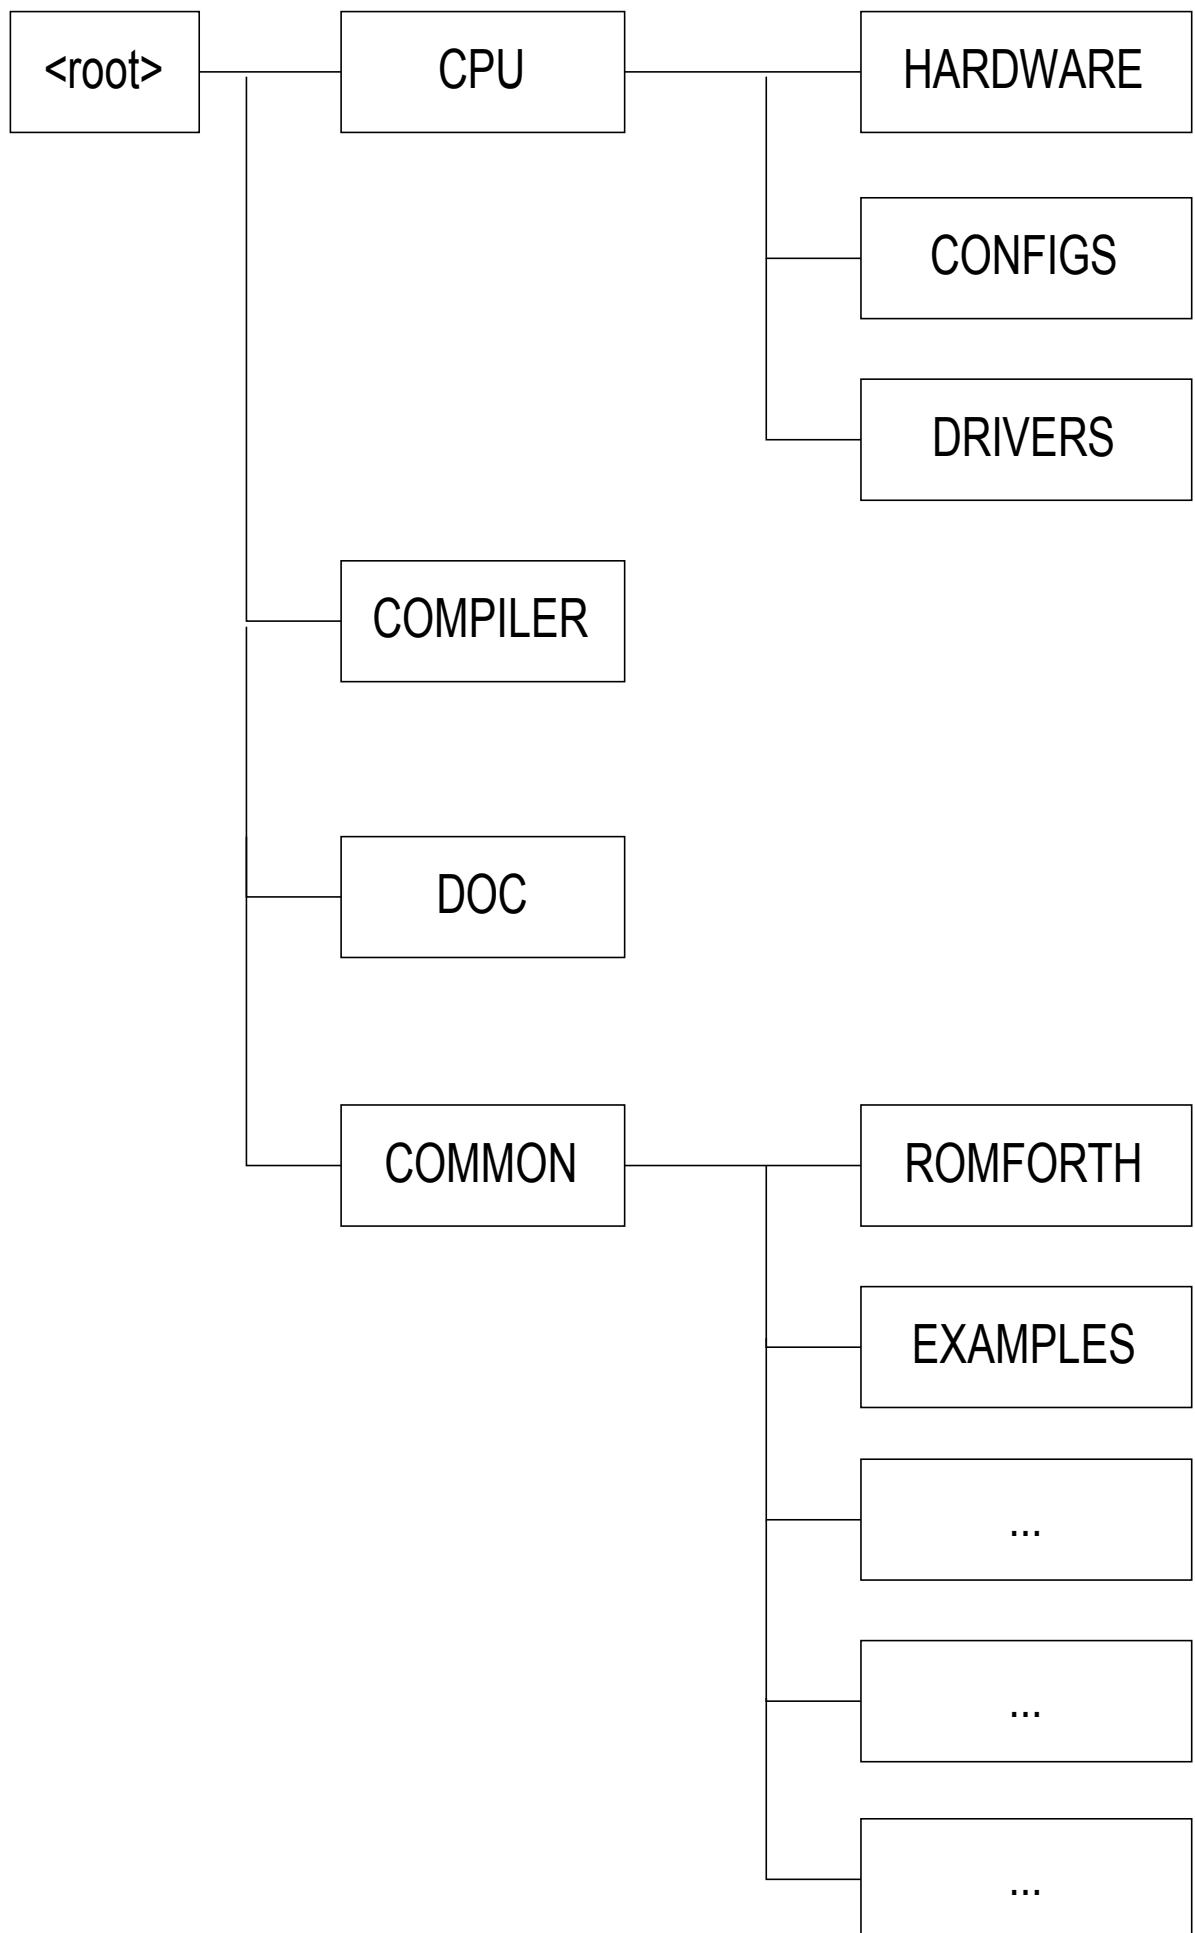 <root>
CPU
HARDWARE
CONFIGS
DRIVERS
COMPILER
DOC
COMMON
ROMFORTH
EXAMPLES
...
...
...